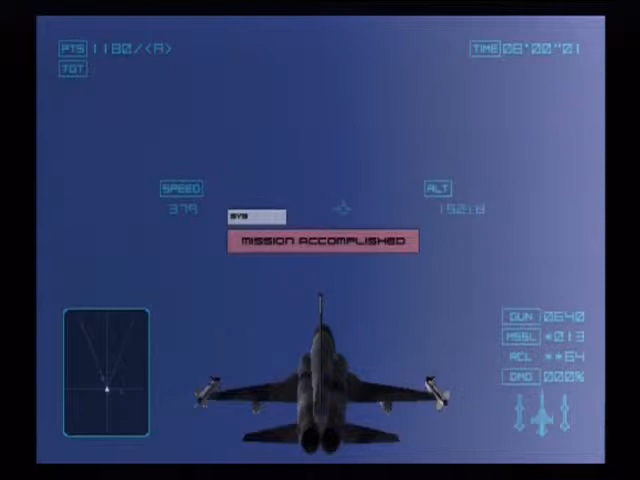 PTS 1180/<A> TIME 08'00"01
TGT
SPEED ALT
379
SYS
MISSION ACCOMPLISHED
GUN 0640
MSSL *013
RCL **64
DMG 000%